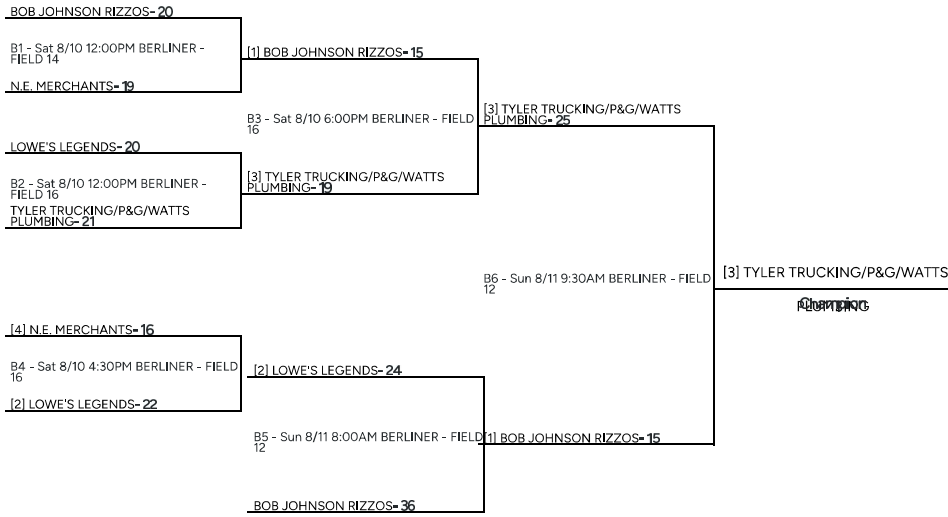 BOB JOHNSON RIZZOS- 20
B1 - Sat 8/10 12:00PM BERLINER -
FIELD 14
N.E. MERCHANTS- 19
[1] BOB JOHNSON RIZZOS- 15
B3 - Sat 8/10 6:00PM BERLINER - FIELD
16
LOWE'S LEGENDS- 20
B2 - Sat 8/10 12:00PM BERLINER -
FIELD 16
TYLER TRUCKING/P&G/WATTS
PLUMBING- 21
[3] TYLER TRUCKING/P&G/WATTS
PLUMBING- 19
[3] TYLER TRUCKING/P&G/WATTS
PLUMBING- 25
B6 - Sun 8/11 9:30AM BERLINER - FIELD
12
[3] TYLER TRUCKING/P&G/WATTS
PLUMBING
Champion
[4] N.E. MERCHANTS- 16
B4 - Sat 8/10 4:30PM BERLINER - FIELD
16
[2] LOWE'S LEGENDS- 22
[2] LOWE'S LEGENDS- 24
B5 - Sun 8/11 8:00AM BERLINER - FIELD
12
BOB JOHNSON RIZZOS- 36
[1] BOB JOHNSON RIZZOS- 15